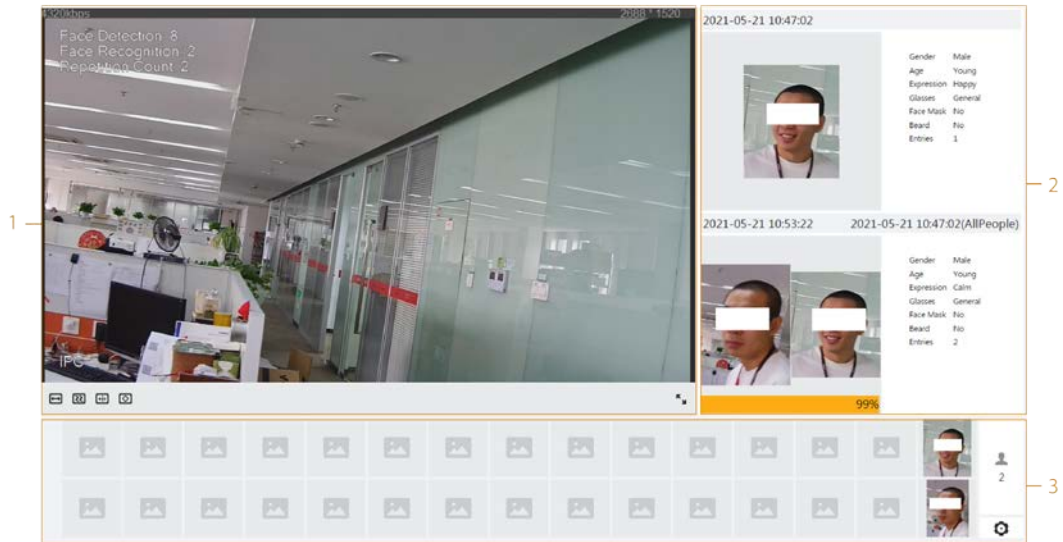 4320kbps
2688 * 1520
Face Detection 8
Face Recognition 2
Repetition Count 2
IPC
1
2021-05-21 10:47:02
Gender Male
Age Young
Expression Happy
Glasses General
Face Mask No
Beard No
Entries 1
2
2021-05-21 10:53:22 2021-05-21 10:47:02(AllPeople)
Gender Male
Age Young
Expression Calm
Glasses General
Face Mask No
Beard No
Entries 2
99%
2
3